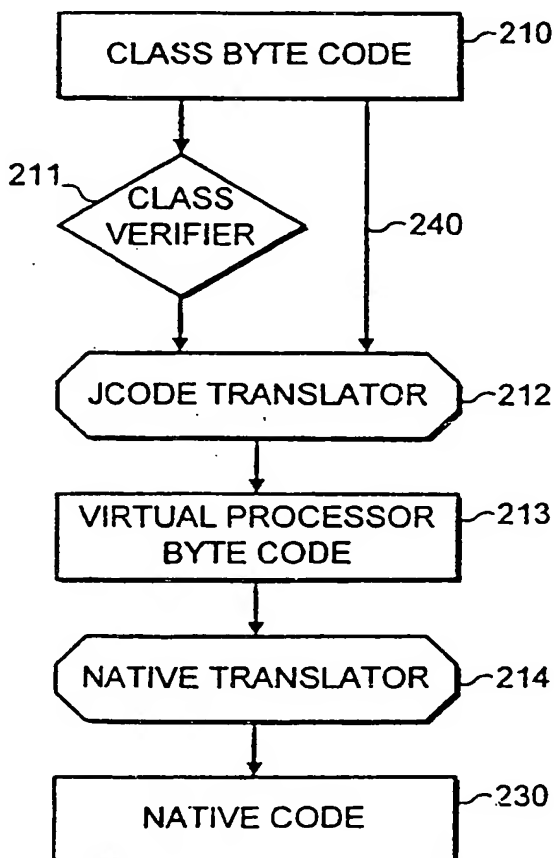 CLASS BYTE CODE
210
211
CLASS
VERIFIER
240
JCODE TRANSLATOR
212
VIRTUAL PROCESSOR
BYTE CODE
213
NATIVE TRANSLATOR
214
NATIVE CODE
230